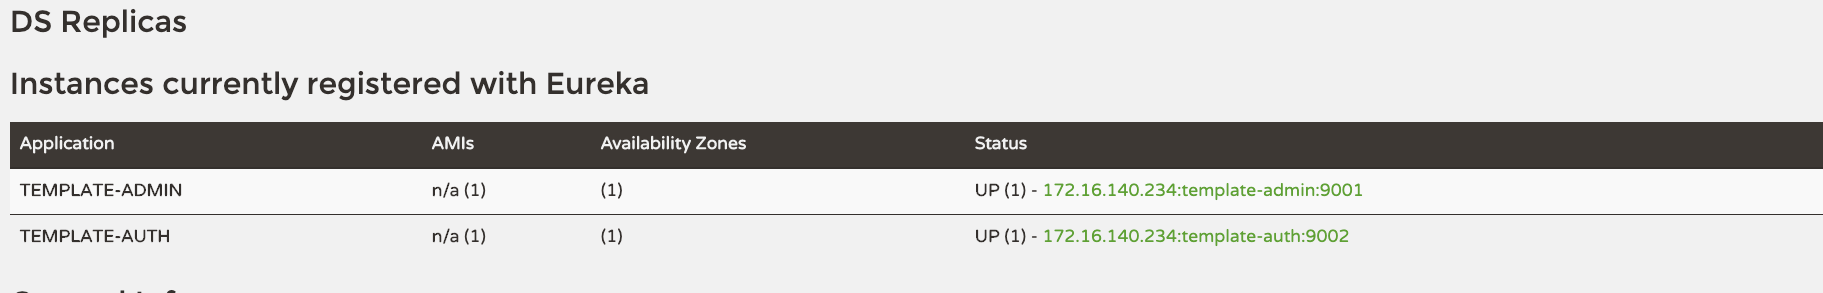 DS Replicas
Instances currently registered with Eureka
Application AMIs Availability Zones Status
TEMPLATE-ADMIN n/a (1) (1) UP (1) - 172.16.140.234:template-admin:9001
TEMPLATE-AUTH n/a (1) (1) UP (1) - 172.16.140.234:template-auth:9002